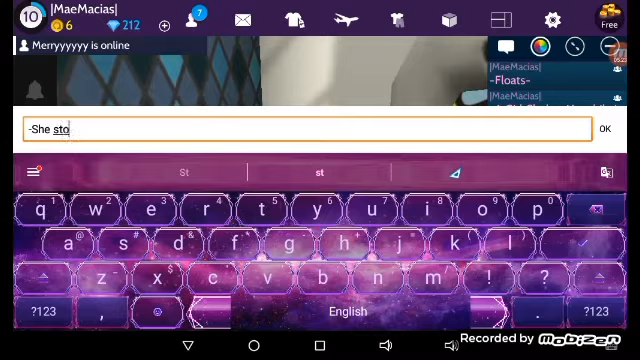 10
|MaeMacias|
6
212
7
Free
Merryyyyyy is online
|MaeMacias|
-Floats-
|MaeMacias|
-She sto
OK
St
st
q w e r t y u i o p
a @ s # d & f * g - h + j = k ( l )
z - x $ c v b n m / ! ?
?123 , English . ?123
Recorded by Mobizen